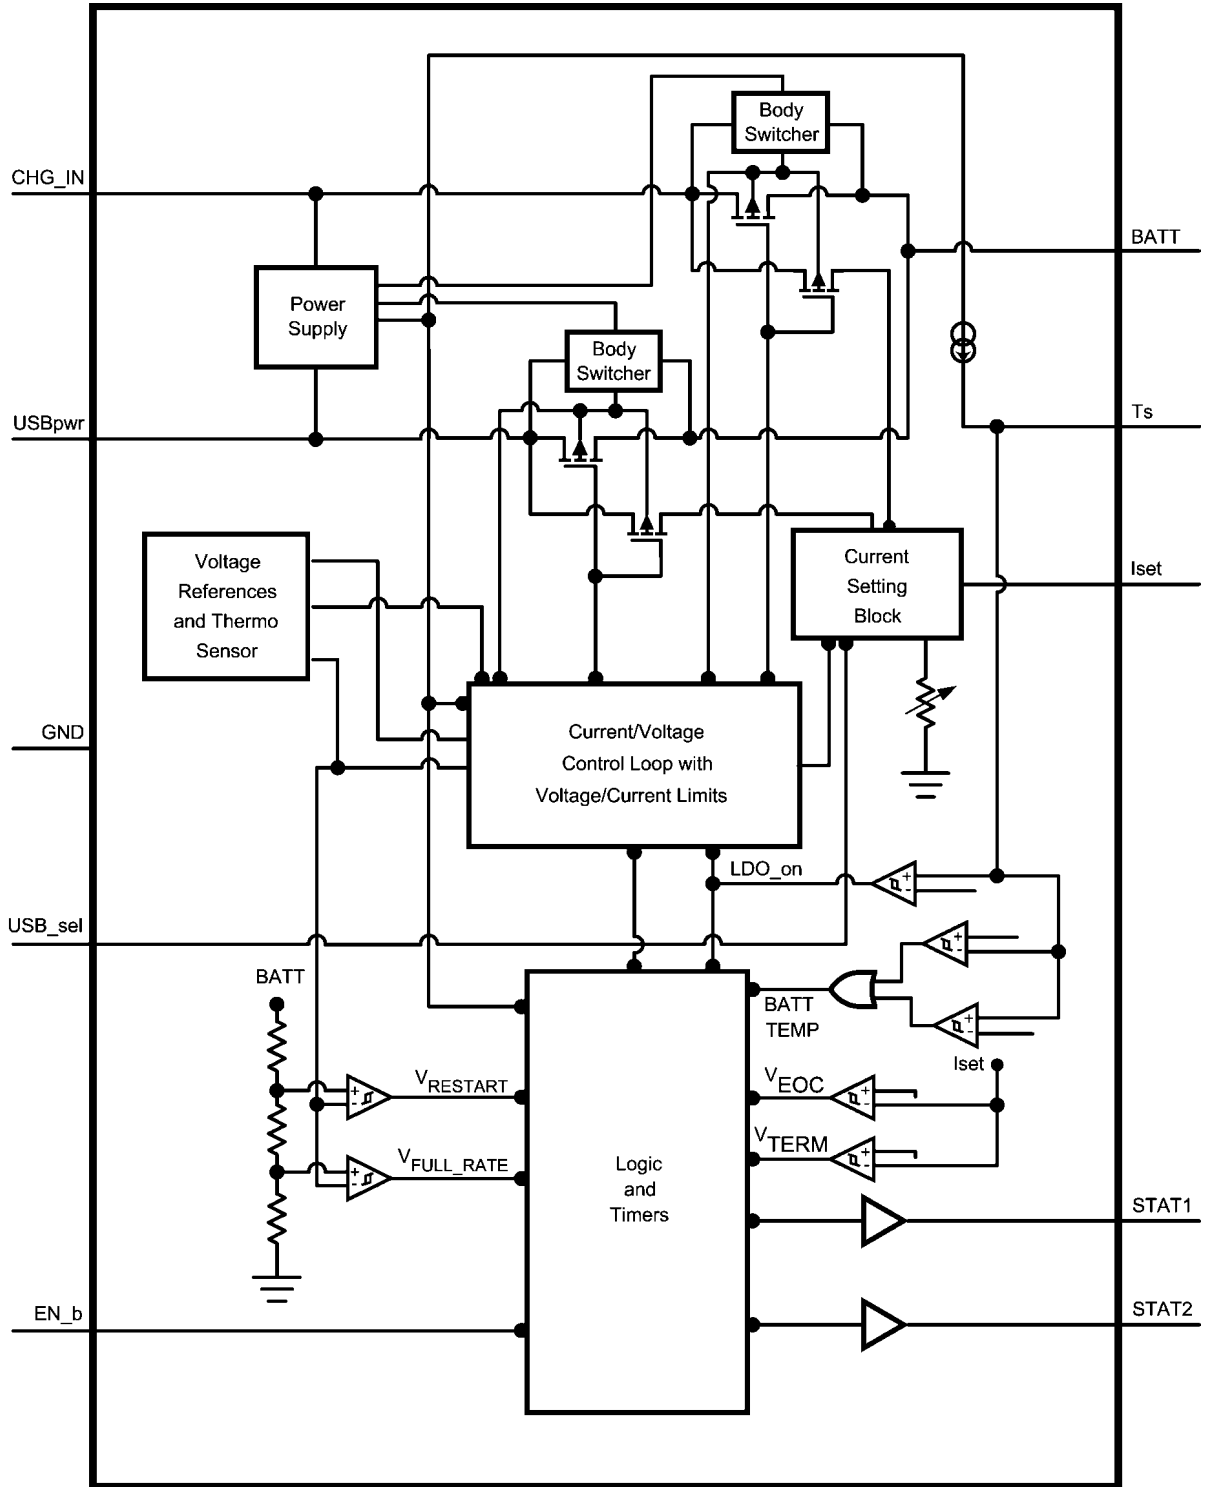 Body
Switcher
CHG_IN
BATT
Power
Supply
Body
Switcher
USBpwr
Ts
Voltage
References
and Thermo
Sensor
Current
Setting
Block
Iset
GND
Current/Voltage
Control Loop with
Voltage/Current Limits
LDO_on
+
-
USB_sel
+
-
BATT
BATT
TEMP
+
-
Iset
VRESTART
+
-
VEOC
+
-
VFULL_RATE
+
-
VTERM
+
-
Logic
and
Timers
STAT1
EN_b
STAT2